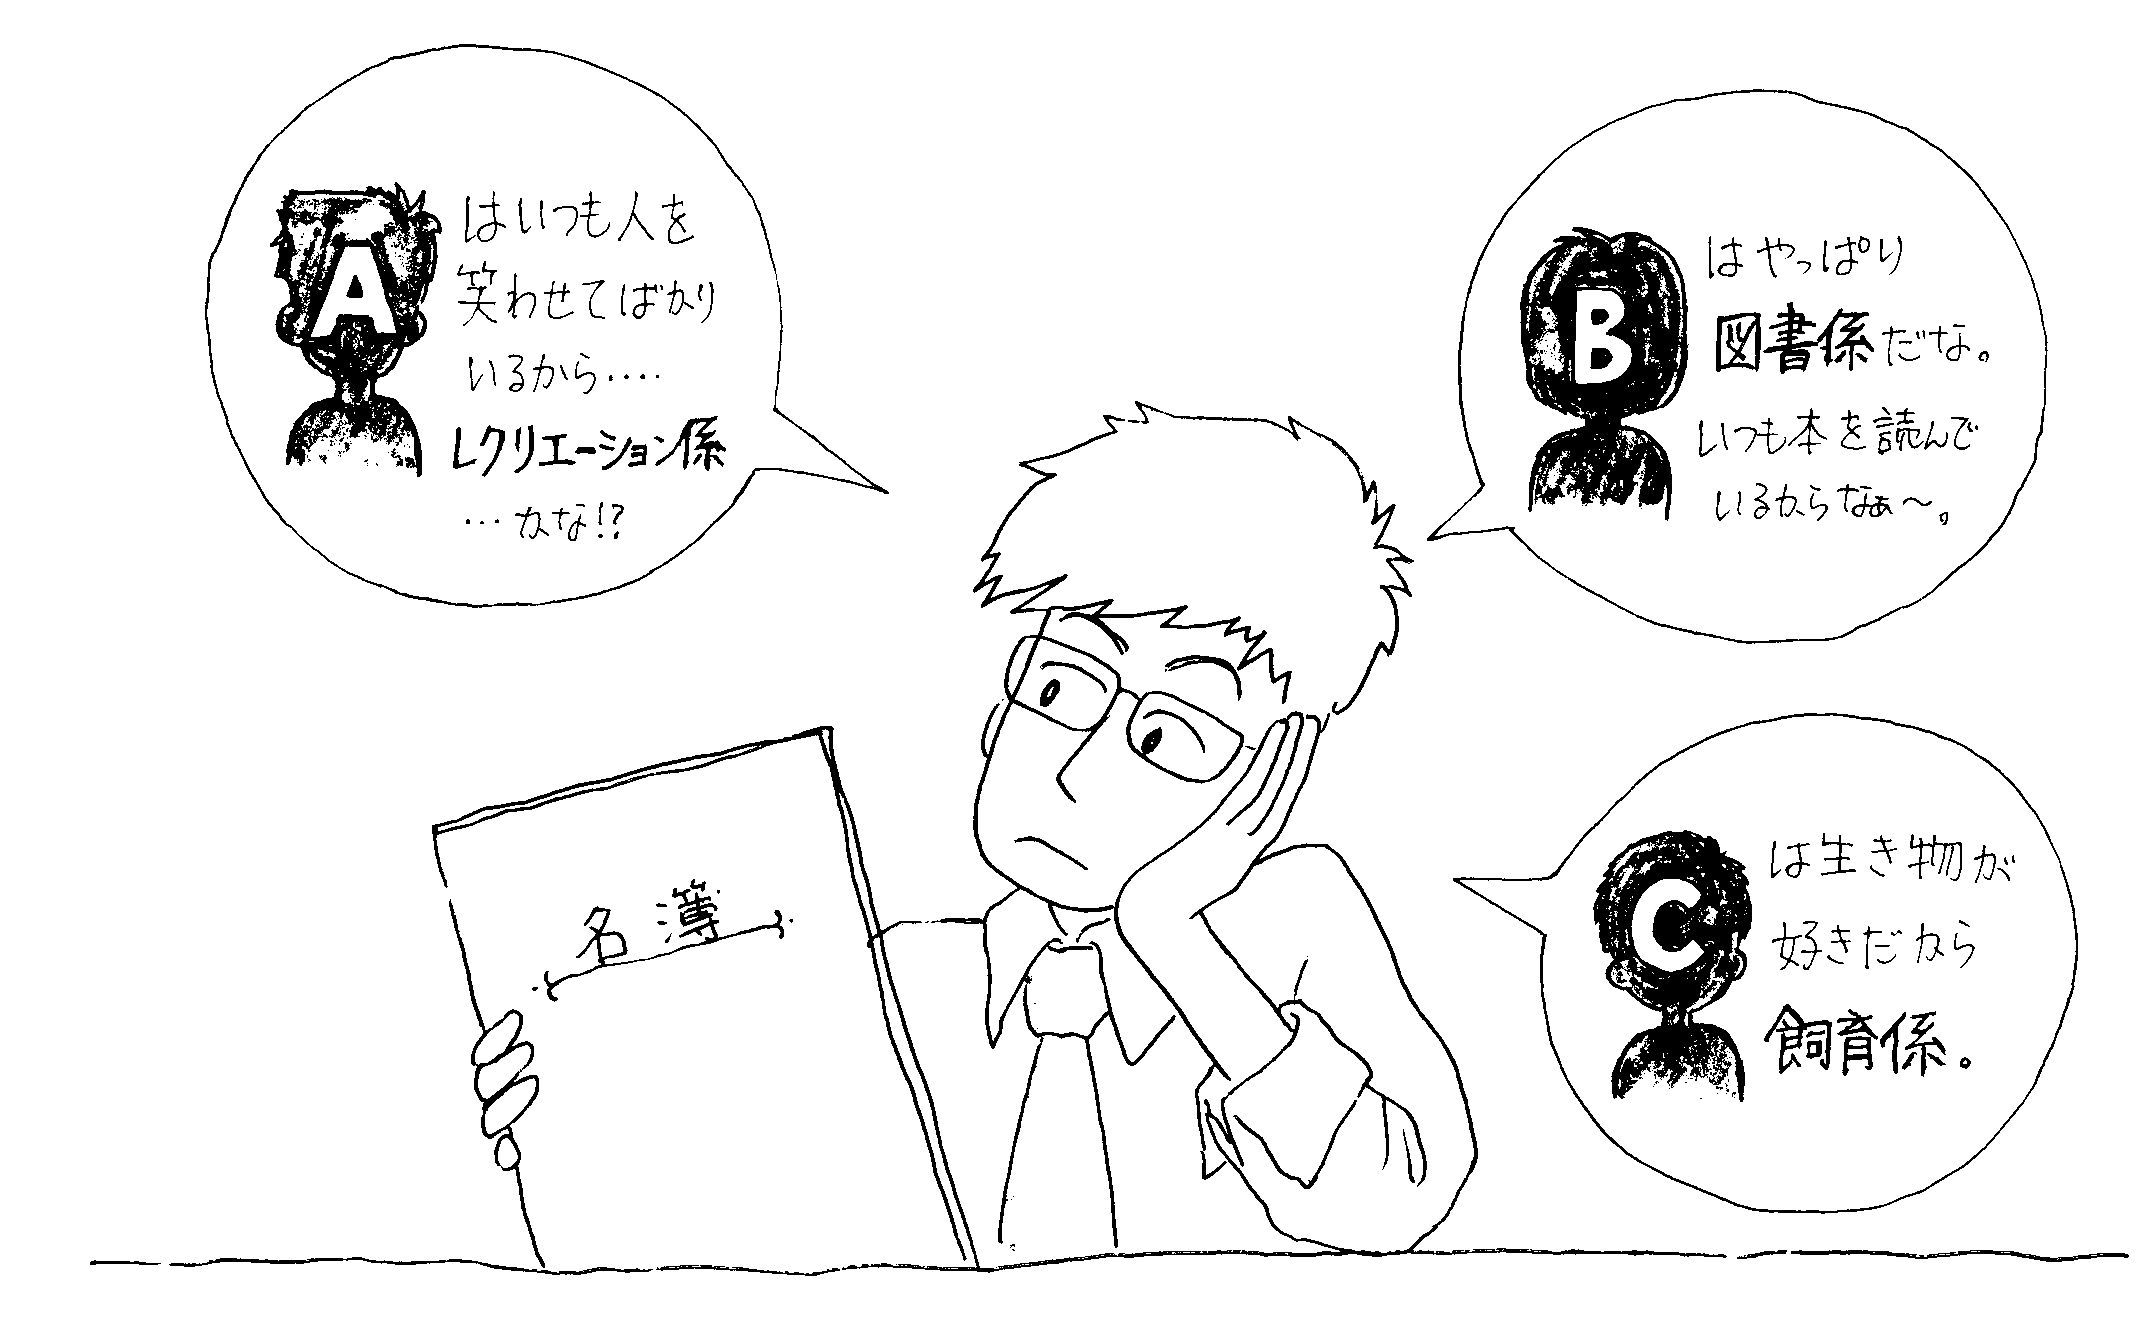 A
はいつも人を
笑わせてばかり
いるから‥‥
レクリエーション係
…かな!?
B
はやっぱり
図書係だな。
いつも本を読んで
いるからなぁ〜。
C
は生き物が
好きだから
飼育係。
名簿